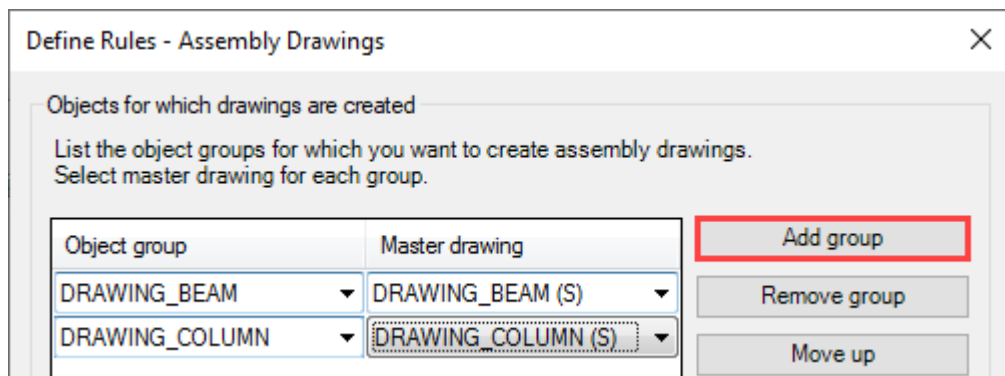 Define Rules - Assembly Drawings
Objects for which drawings are created
List the object groups for which you want to create assembly drawings.
Select master drawing for each group.
Object group Master drawing Add group
DRAWING_BEAM DRAWING_BEAM (S) Remove group
DRAWING_COLUMN DRAWING_COLUMN (S) Move up